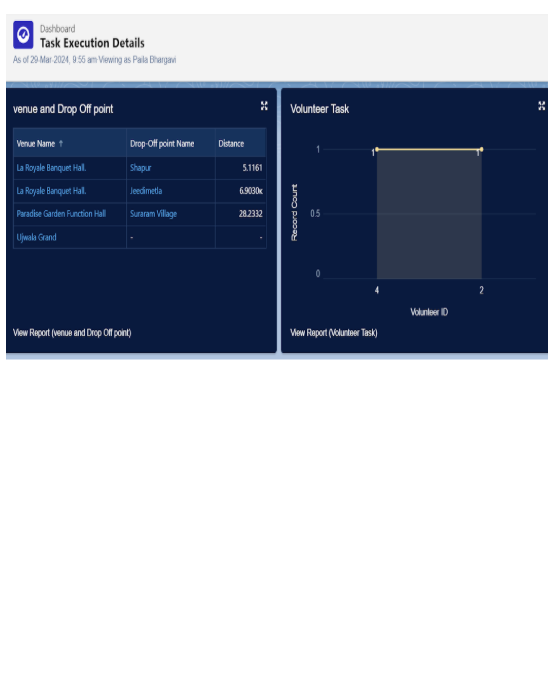 Dashboard
Task Execution Details
As of 29-Mar-2024, 9:55 am Viewing as Paila Bhargavi
venue and Drop Off point
Venue Name ↑ Drop-Off point Name Distance
La Royale Banquet Hall. Shapur 5.1161
La Royale Banquet Hall. Jeedimetla 6.9030K
Paradise Garden Function Hall Suraram Village 28.2332
Ujwala Grand - -
View Report (venue and Drop Off point)
Volunteer Task
Record Count
1
0.5
0
1 1
4 2
Volunteer ID
View Report (Volunteer Task)